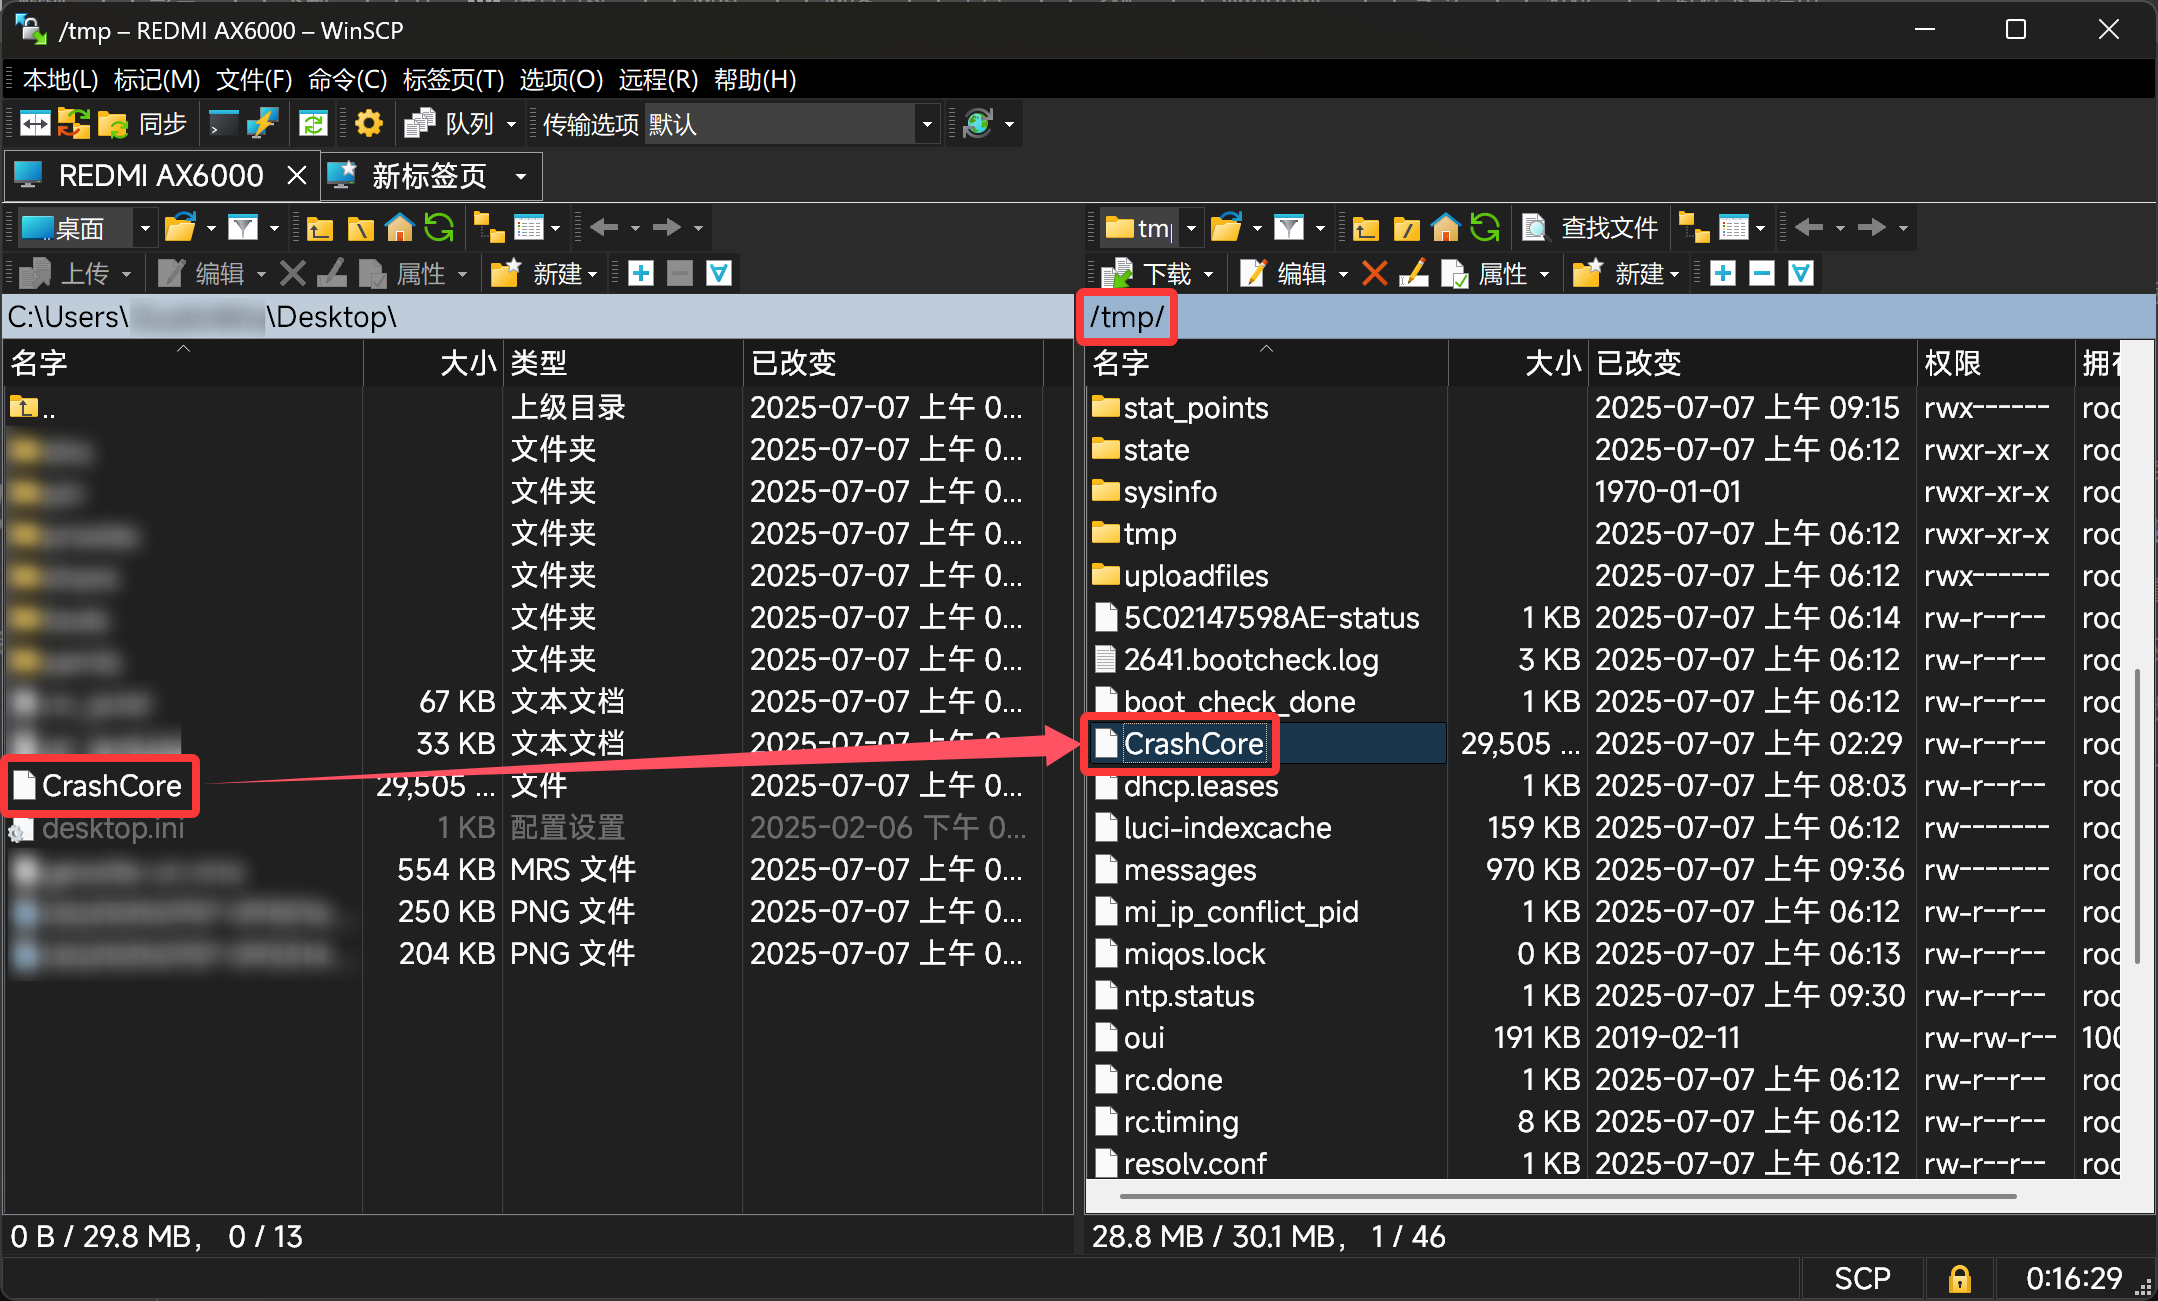 /tmp – REDMI AX6000 – WinSCP
本地(L) 标记(M) 文件(F) 命令(C) 标签页(T) 选项(O) 远程(R) 帮助(H)
同步 队列 传输选项 默认
REDMI AX6000 新标签页
桌面
上传 编辑 属性 新建
C:\Users\ \Desktop\
名字 大小 类型 已改变
.. 上级目录 2025-07-07 上午 0...
文件夹 2025-07-07 上午 0...
文件夹 2025-07-07 上午 0...
文件夹 2025-07-07 上午 0...
文件夹 2025-07-07 上午 0...
文件夹 2025-07-07 上午 0...
文件夹 2025-07-07 上午 0...
67 KB 文本文档 2025-07-07 上午 0...
33 KB 文本文档 2025-07-07 上午 0...
CrashCore 29,505 ... 文件 2025-07-07 上午 0...
desktop.ini 1 KB 配置设置 2025-02-06 下午 0...
554 KB MRS 文件 2025-07-07 上午 0...
250 KB PNG 文件 2025-07-07 上午 0...
204 KB PNG 文件 2025-07-07 上午 0...
0 B / 29.8 MB， 0 / 13
tm 查找文件
下载 编辑 属性 新建
/tmp/
名字 大小 已改变 权限
stat_points 2025-07-07 上午 09:15 rwx------ roo
state 2025-07-07 上午 06:12 rwxr-xr-x roo
sysinfo 1970-01-01 rwxr-xr-x roo
tmp 2025-07-07 上午 06:12 rwxr-xr-x roo
uploadfiles 2025-07-07 上午 06:12 rwx------ roo
5C02147598AE-status 1 KB 2025-07-07 上午 06:14 rw-r--r-- roo
2641.bootcheck.log 3 KB 2025-07-07 上午 06:12 rw-r--r-- roo
boot_check_done 1 KB 2025-07-07 上午 06:12 rw-r--r-- roo
CrashCore 29,505 ... 2025-07-07 上午 02:29 rw-r--r-- roo
dhcp.leases 1 KB 2025-07-07 上午 08:03 rw-r--r-- roo
luci-indexcache 159 KB 2025-07-07 上午 06:12 rw------- roo
messages 970 KB 2025-07-07 上午 09:36 rw------- roo
mi_ip_conflict_pid 1 KB 2025-07-07 上午 06:12 rw-r--r-- roo
miqos.lock 0 KB 2025-07-07 上午 06:13 rw-r--r-- roo
ntp.status 1 KB 2025-07-07 上午 09:30 rw-r--r-- roo
oui 191 KB 2019-02-11 rw-rw-r-- 100
rc.done 1 KB 2025-07-07 上午 06:12 rw-r--r-- roo
rc.timing 8 KB 2025-07-07 上午 06:12 rw-r--r-- roo
resolv.conf 1 KB 2025-07-07 上午 06:12 rw-r--r-- roo
28.8 MB / 30.1 MB， 1 / 46
SCP 0:16:29